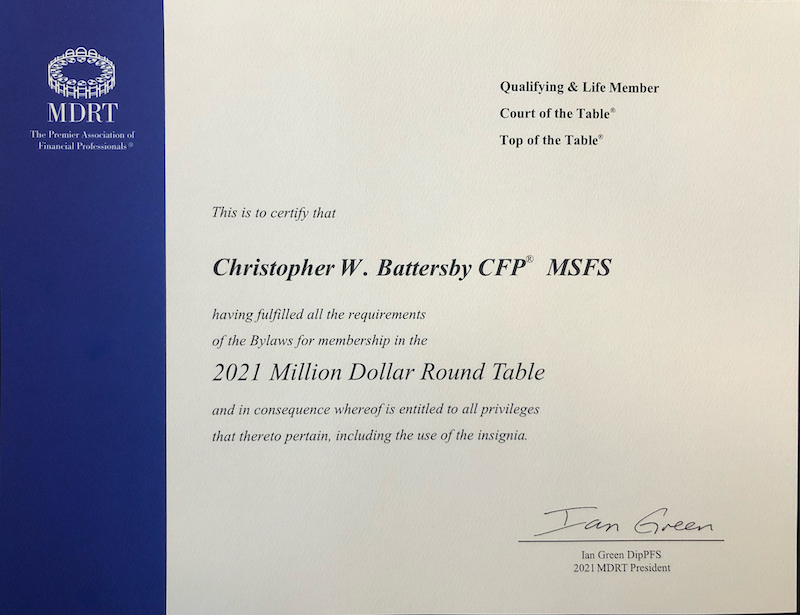 MDRT
The Premier Association of
Financial Professionals®
Qualifying & Life Member
Court of the Table®
Top of the Table®
This is to certify that
Christopher W. Battersby CFP® MSFS
having fulfilled all the requirements
of the Bylaws for membership in the
2021 Million Dollar Round Table
and in consequence whereof is entitled to all privileges
that thereto pertain, including the use of the insignia.
Ian Green
Ian Green DipPFS
2021 MDRT President